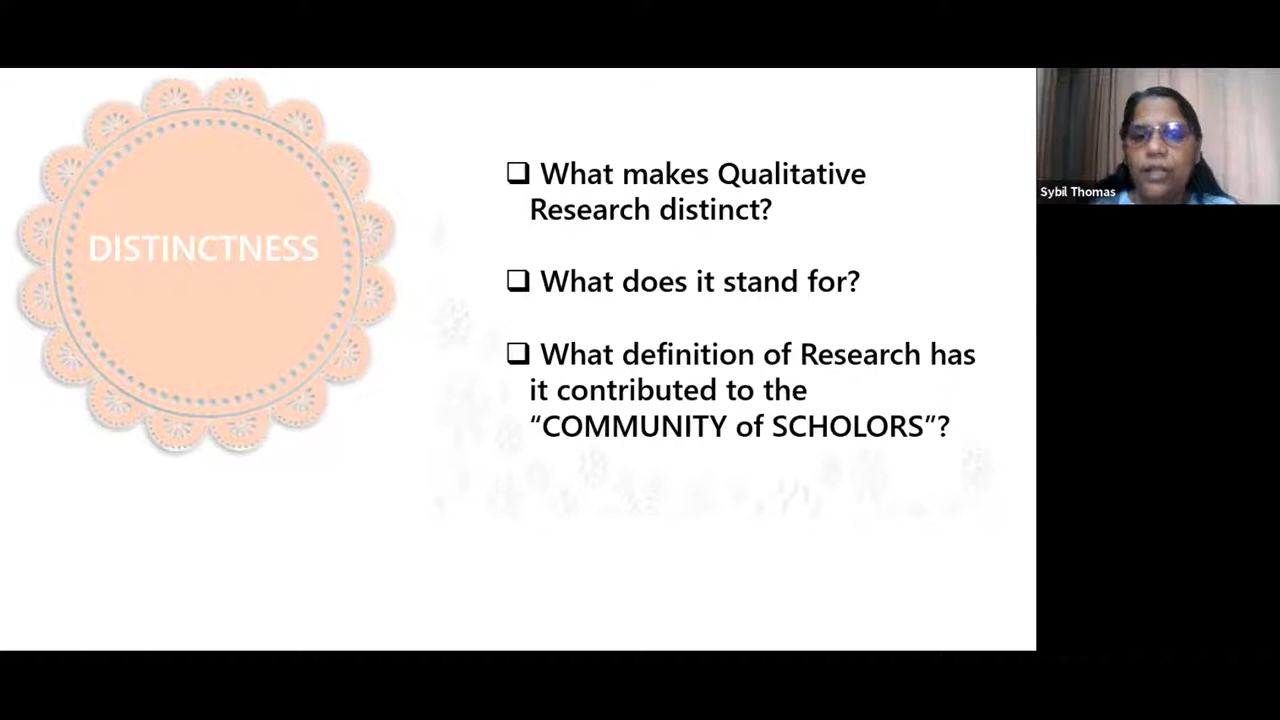 DISTINCTNESS
❑ What makes Qualitative
Research distinct?
❑ What does it stand for?
❑ What definition of Research has
it contributed to the
“COMMUNITY of SCHOLORS”?
Sybil Thomas